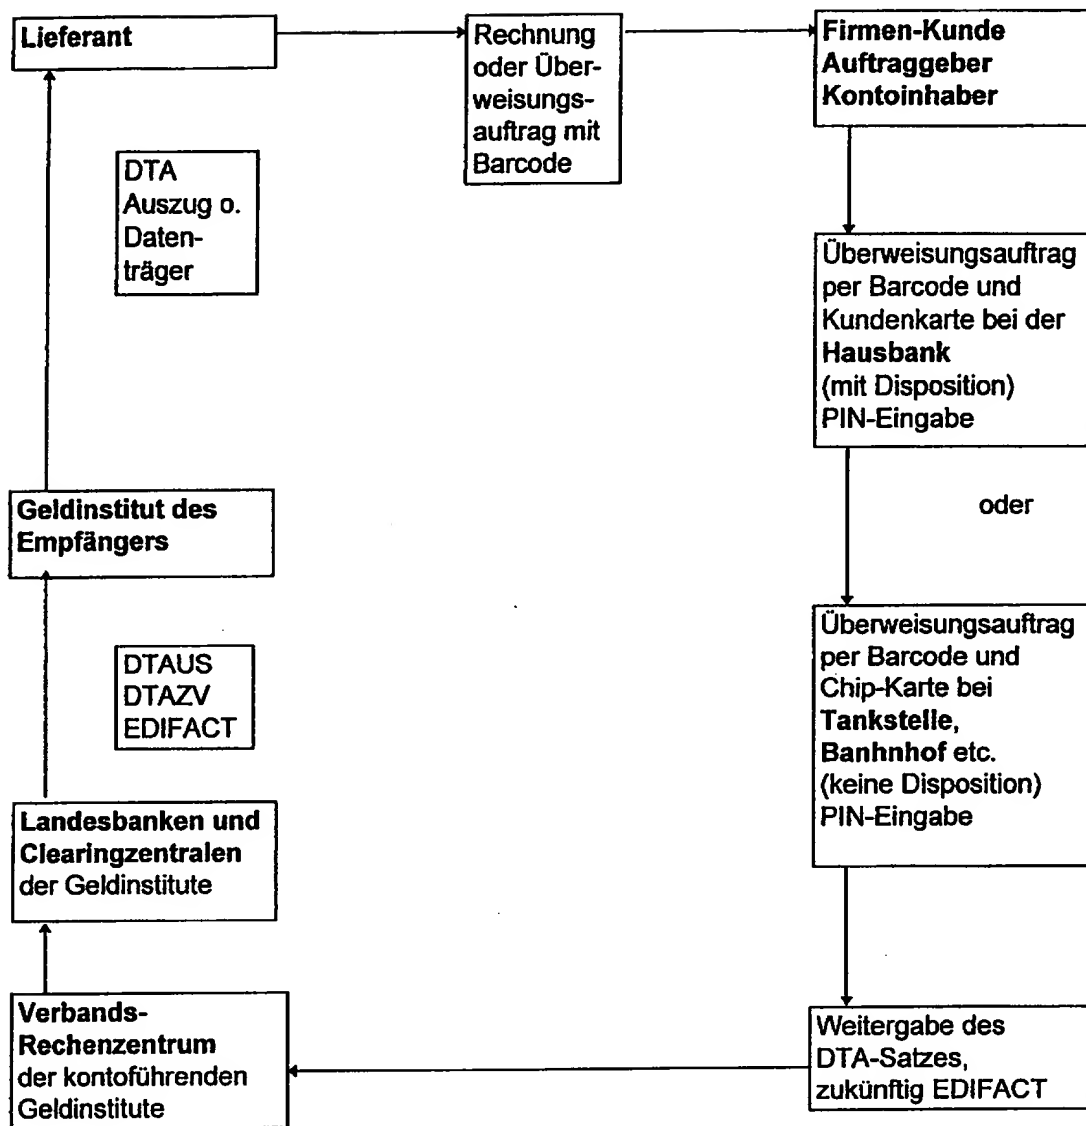 Lieferant
Rechnung
oder Über-
weisungs-
auftrag mit
Barcode
Firmen-Kunde
Auftraggeber
Kontoinhaber
DTA
Auszug o.
Daten-
träger
Überweisungsauftrag
per Barcode und
Kundenkarte bei der
Hausbank
(mit Disposition)
PIN-Eingabe
Geldinstitut des
Empfängers
oder
DTAUS
DTAZV
EDIFACT
Überweisungsauftrag
per Barcode und
Chip-Karte bei
Tankstelle,
Banhnhof etc.
(keine Disposition)
PIN-Eingabe
Landesbanken und
Clearingzentralen
der Geldinstitute
Verbands-
Rechenzentrum
der kontoführenden
Geldinstitute
Weitergabe des
DTA-Satzes,
zukünftig EDIFACT